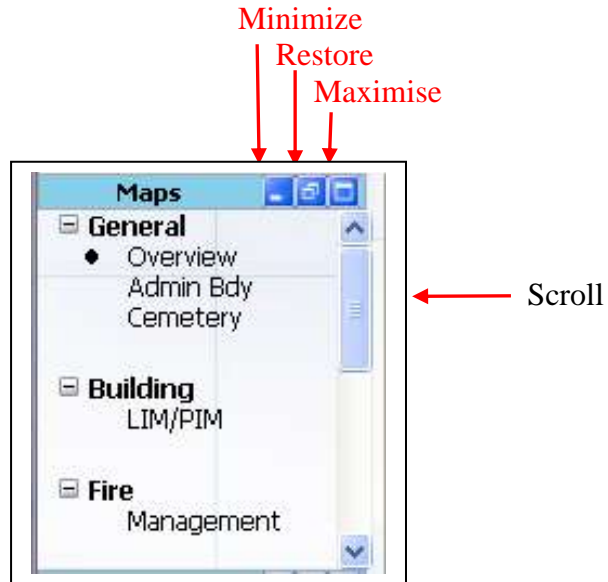 Minimize
Restore
Maximise
Maps
General
Overview
Admin Bdy
Cemetery
Scroll
Building
LIM/PIM
Fire
Management